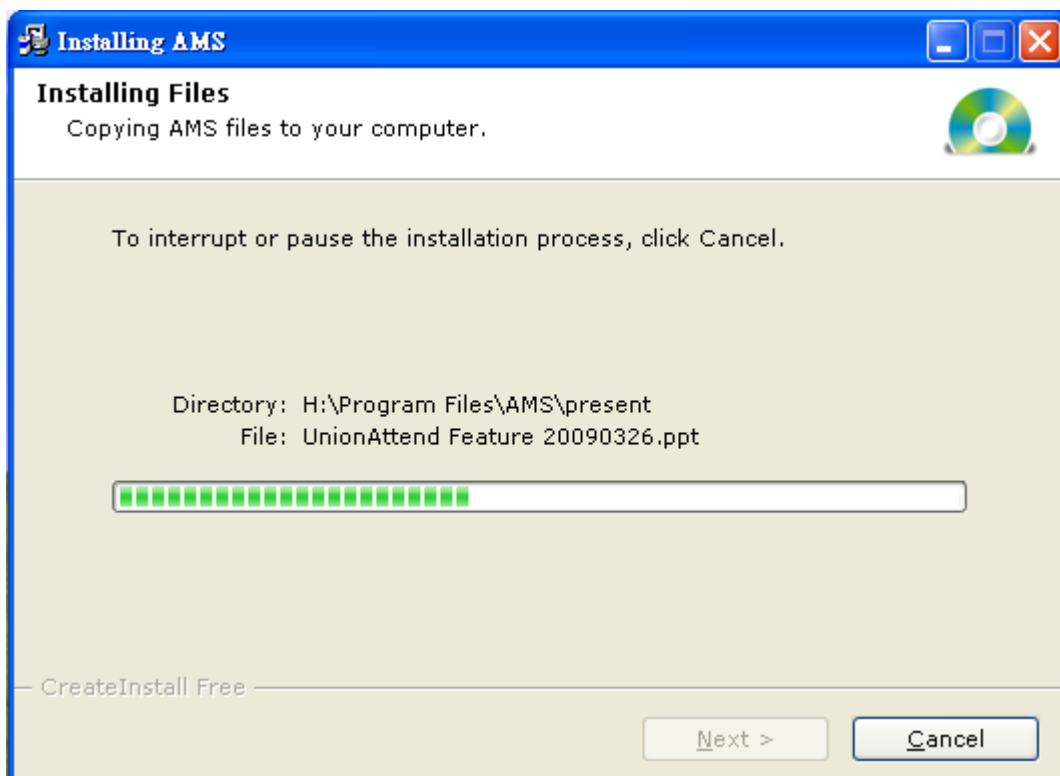 Installing AMS
Installing Files
Copying AMS files to your computer.
To interrupt or pause the installation process, click Cancel.
Directory: H:\Program Files\AMS\present
File: UnionAttend Feature 20090326.ppt
CreateInstall Free
Next >
Cancel